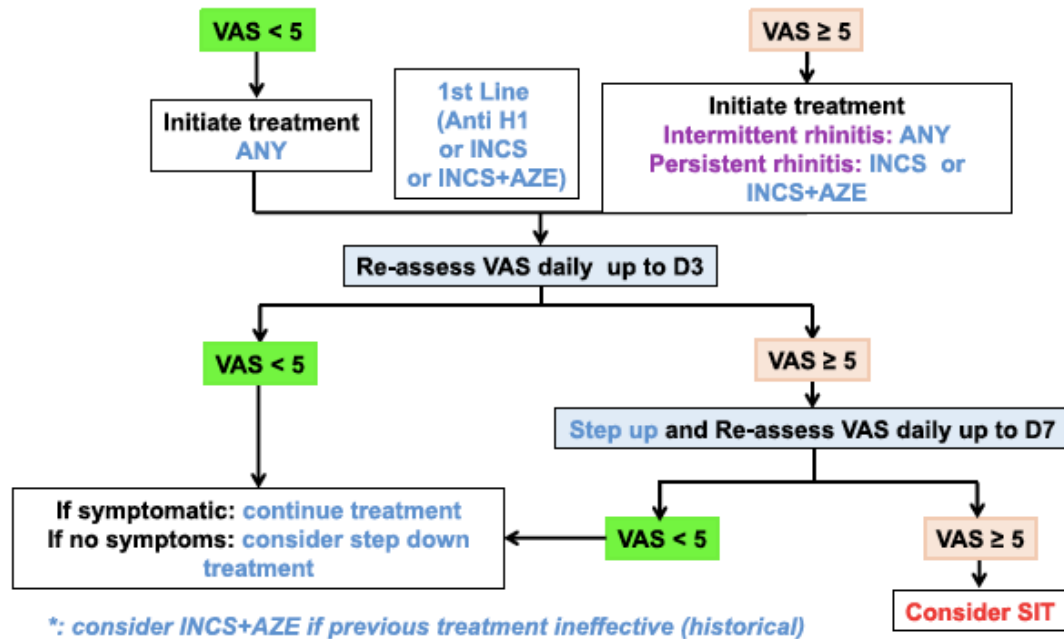 VAS < 5
VAS ≥ 5
Initiate treatment
ANY
1st Line
(Anti H1
or INCS
or INCS+AZE)
Initiate treatment
Intermittent rhinitis: ANY
Persistent rhinitis: INCS or
INCS+AZE
Re-assess VAS daily up to D3
VAS < 5
VAS ≥ 5
Step up and Re-assess VAS daily up to D7
If symptomatic: continue treatment
If no symptoms: consider step down
treatment
VAS < 5
VAS ≥ 5
Consider SIT
*: consider INCS+AZE if previous treatment ineffective (historical)